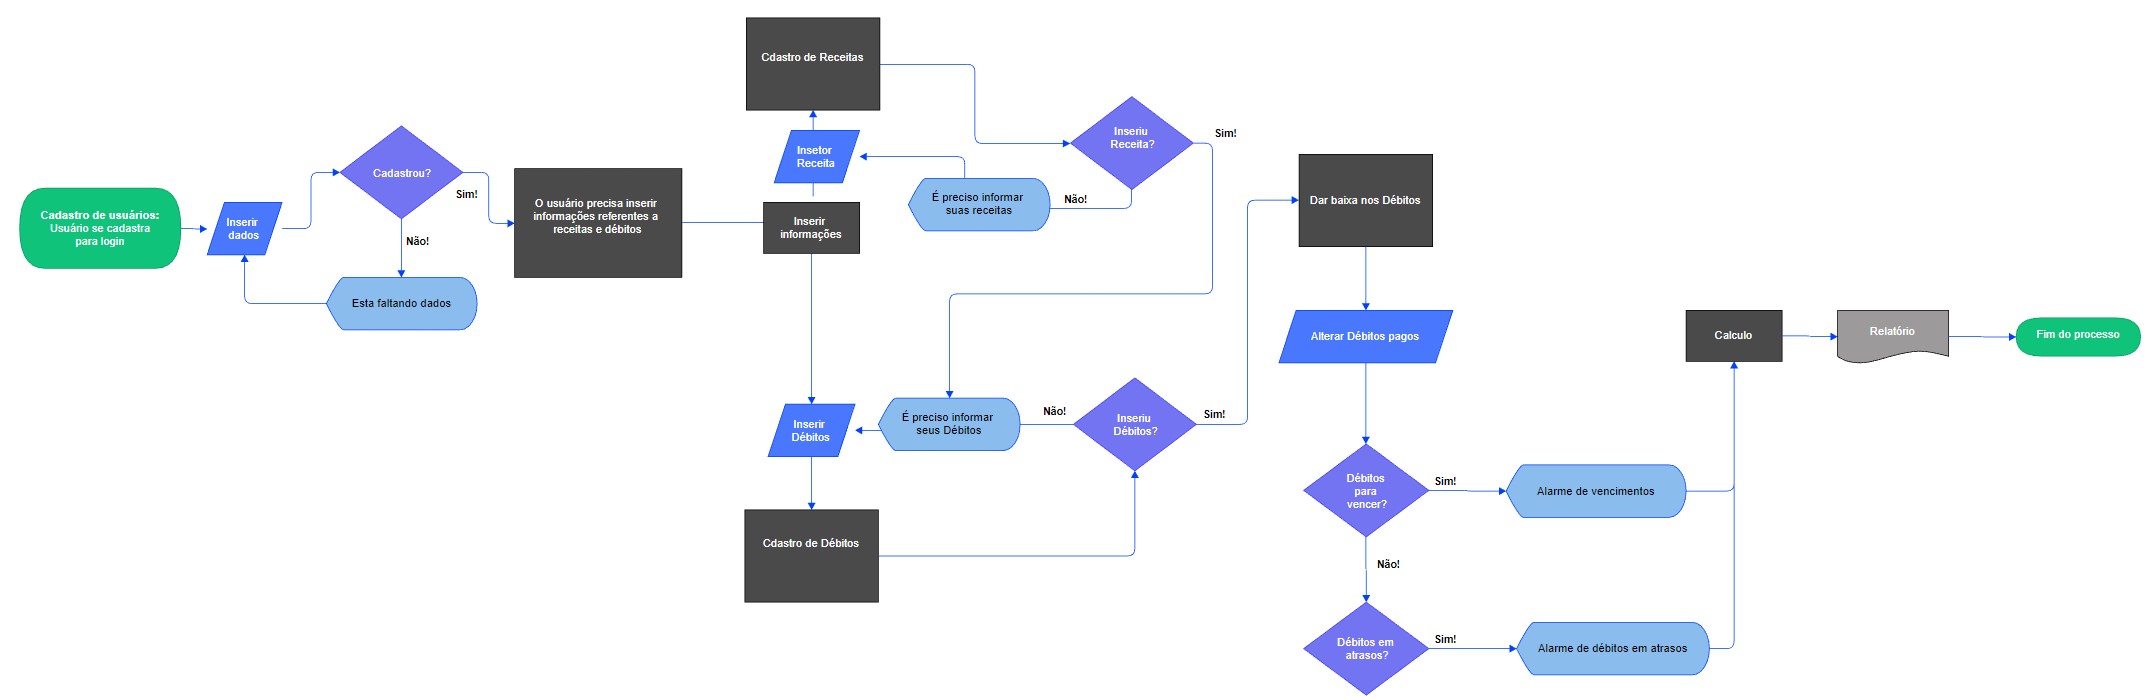 Cadastro de usuários:
Usuário se cadastra
para login
Inserir
dados
Cadastrou?
Sim!
Não!
Esta faltando dados
O usuário precisa inserir
informações referentes a
receitas e débitos
Inserir
informações
Insetor
Receita
Cdastro de Receitas
Inseriu
Receita?
Sim!
Não!
É preciso informar
suas receitas
Inserir
Débitos
Cdastro de Débitos
É preciso informar
seus Débitos
Não!
Inseriu
Débitos?
Sim!
Dar baixa nos Débitos
Alterar Débitos pagos
Débitos
para
vencer?
Sim!
Alarme de vencimentos
Não!
Débitos em
atrasos?
Sim!
Alarme de débitos em atrasos
Calculo
Relatório
Fim do processo